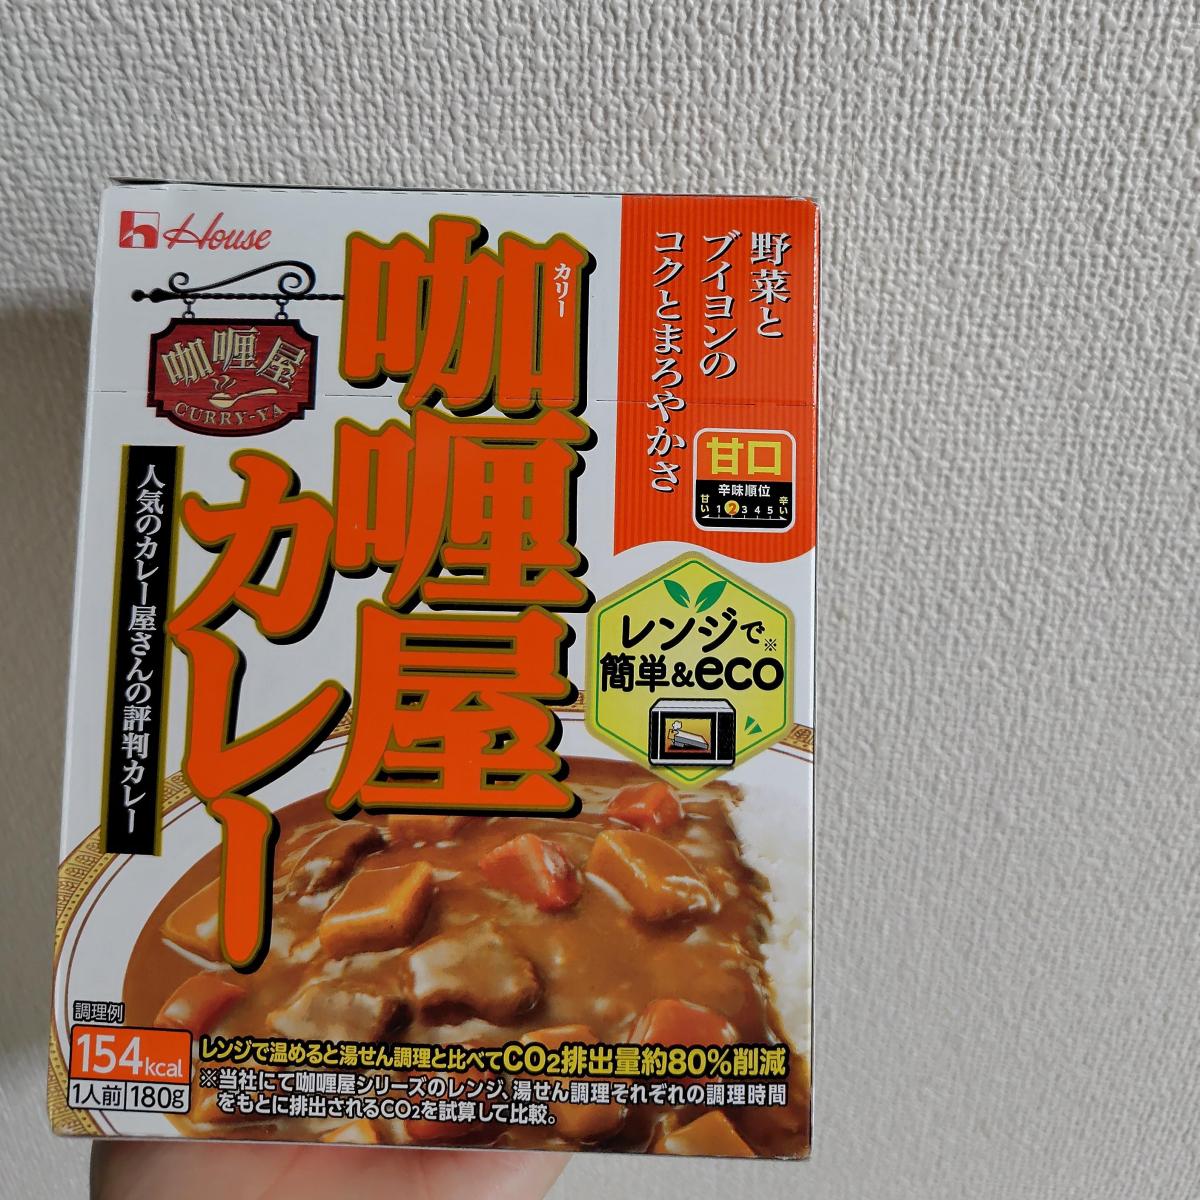 House
カリー
咖喱屋
カレー
咖喱屋
CURRY-YA
人気のカレー屋さんの評判カレー
野菜と
ブイヨンの
コクとまろやかさ
甘口
辛味順位
甘い 1 2 3 4 5 辛い
レンジで※
簡単&eco
調理例
154kcal
1人前 180g
レンジで温めると湯せん調理と比べてCO2排出量約80%削減
※当社にて咖喱屋シリーズのレンジ、湯せん調理それぞれの調理時間
をもとに排出されるCO2を試算して比較。